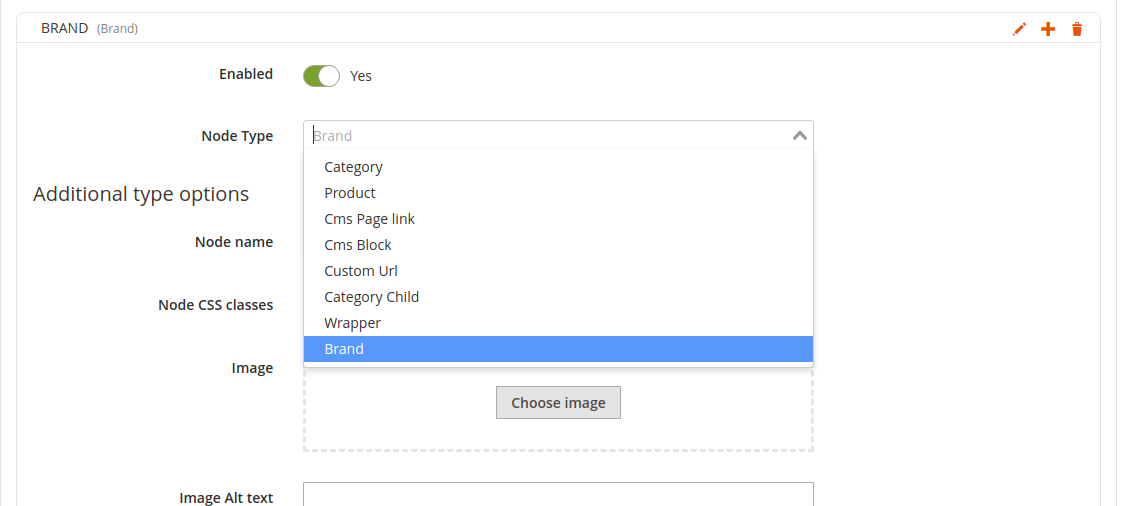 BRAND (Brand)
Enabled Yes
Node Type Brand
Category
Product
Additional type options
Cms Page link
Node name Cms Block
Custom Url
Node CSS classes Category Child
Wrapper
Brand
Image
Choose image
Image Alt text